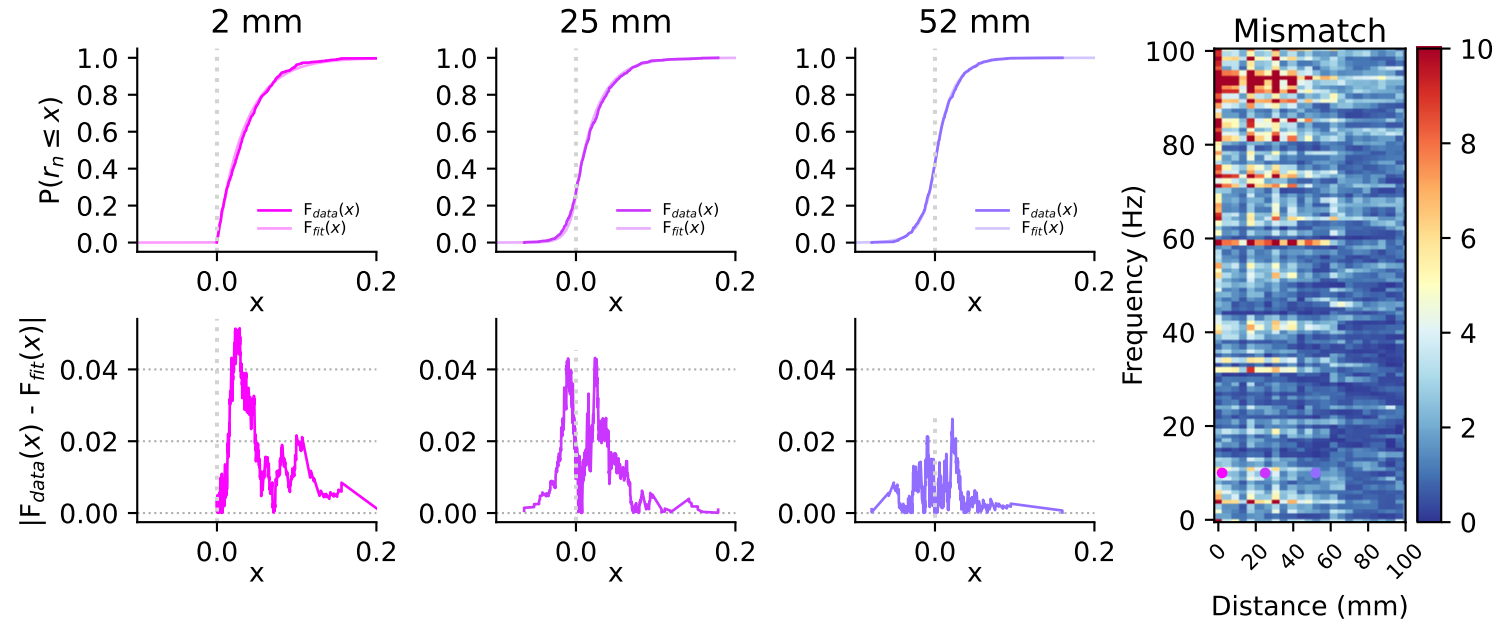 2 mm
25 mm
52 mm
Mismatch
P(rₙ ≤ x)
1.0
0.8
0.6
0.4
0.2
0.0
F_data(x)
F_fit(x)
0.0 0.2
x
1.0
0.8
0.6
0.4
0.2
0.0
F_data(x)
F_fit(x)
0.0 0.2
x
1.0
0.8
0.6
0.4
0.2
0.0
F_data(x)
F_fit(x)
0.0 0.2
x
|F_data(x) - F_fit(x)|
0.04
0.02
0.00
0.0 0.2
x
0.04
0.02
0.00
0.0 0.2
x
0.04
0.02
0.00
0.0 0.2
x
Frequency (Hz)
100
80
60
40
20
0
0 20 40 60 80 100
Distance (mm)
10
8
6
4
2
0